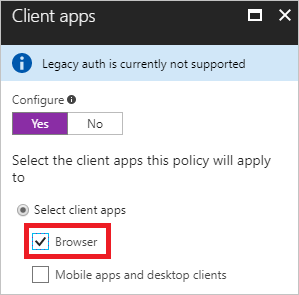 Client apps
Legacy auth is currently not supported
Configure
Yes No
Select the client apps this policy will apply
to
Select client apps
Browser
Mobile apps and desktop clients